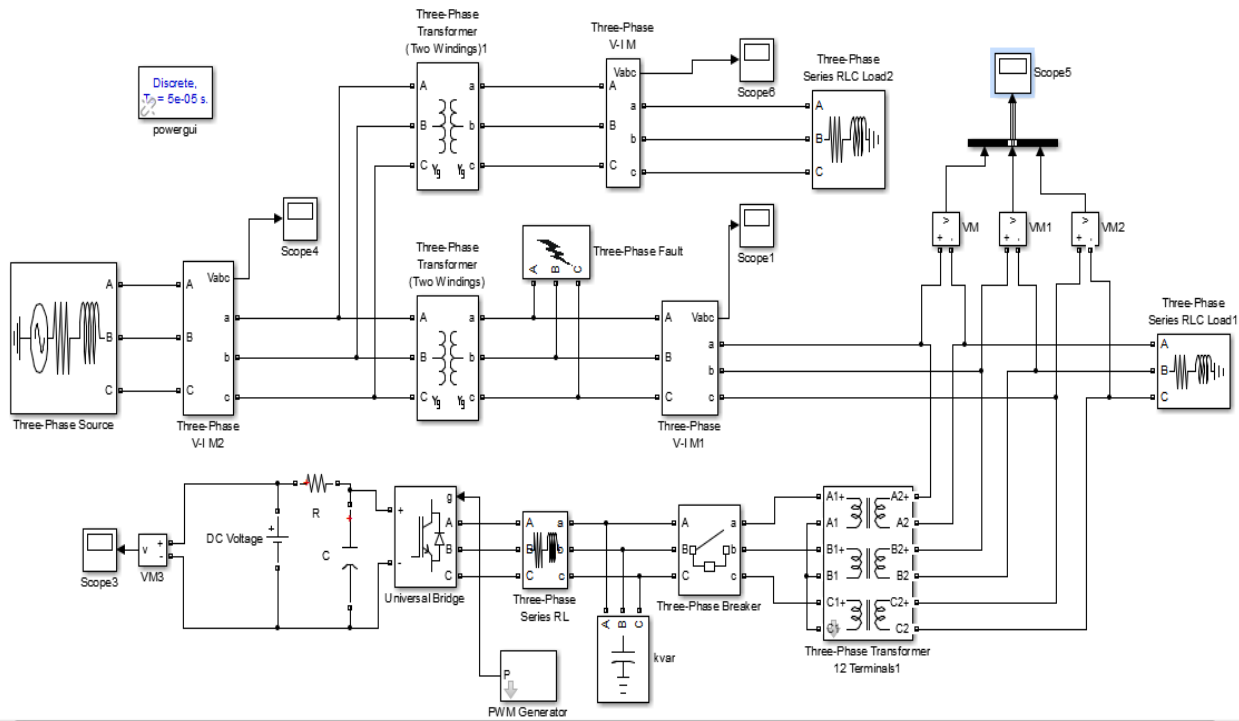 Three-Phase
Transformer
(Two Windings)1
A
B
C
a
b
c
Yg
Yg
Three-Phase
V-I M
Vabc
A
B
C
a
b
c
Scope6
Three-Phase
Series RLC Load2
A
B
C
Scope5
Discrete,
= 5e-05 s.
powergui
VM
+ -
v
VM1
+ -
v
VM2
+ -
v
Scope4
Scope1
Three-Phase Fault
A B C
Three-Phase
Transformer
(Two Windings)
A
B
C
a
b
c
Yg
Yg
A
B
C
Three-Phase Source
Vabc
A
B
C
a
b
c
Three-Phase
V-I M2
Vabc
A
B
C
a
b
c
Three-Phase
V-I M1
Three-Phase
Series RLC Load1
A
B
C
Scope3
v
+
-
VM3
DC Voltage
+
R
C
+
-
g
A
B
C
Universal Bridge
A
B
C
a
b
c
Three-Phase
Series RL
A B C
kvar
P
PWM Generator
A
B
C
a
b
c
Three-Phase Breaker
A1+ A2+
A1 A2
B1+ B2+
B1 B2
C1+ C2+
C1 C2
Three-Phase Transformer
12 Terminals1